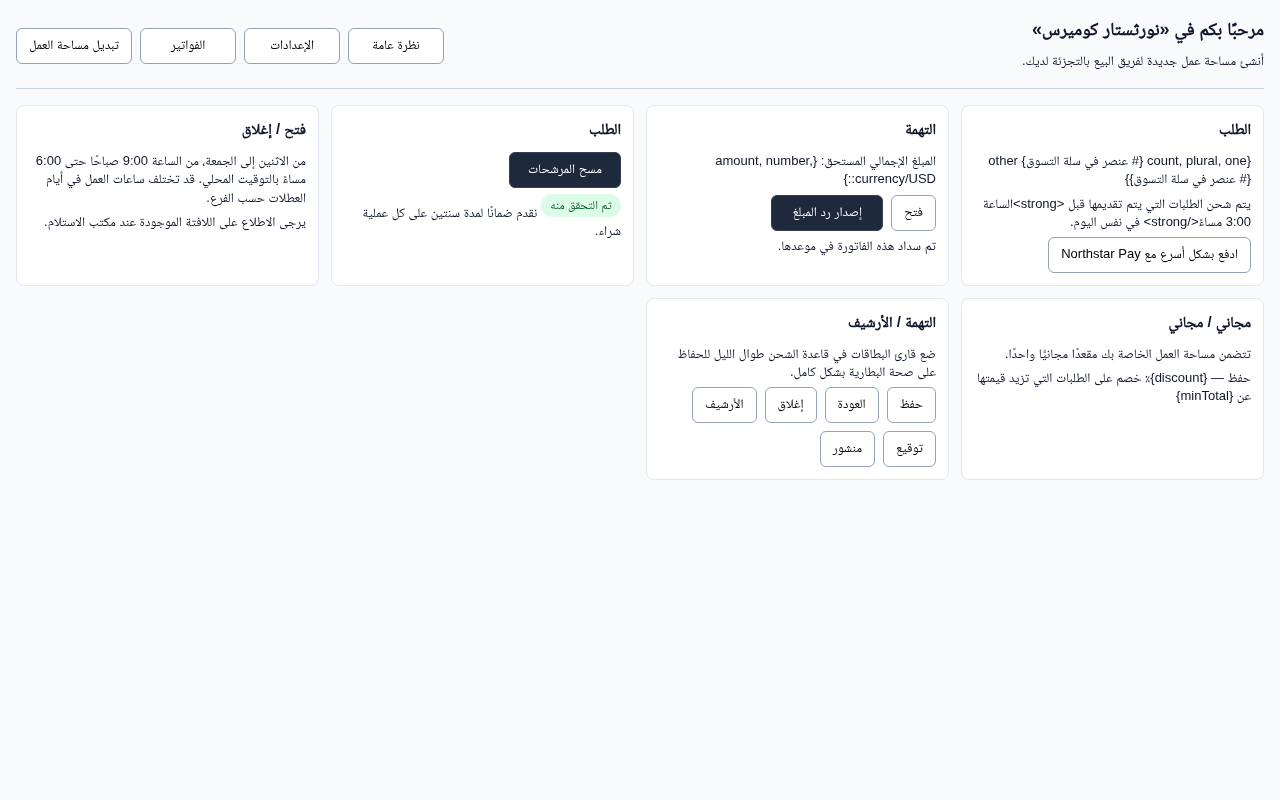 مرحبًا بكم في «نورثستار كوميرس»
أنشئ مساحة عمل جديدة لفريق البيع بالتجزئة لديك.
نظرة عامة
الإعدادات
الفواتير
تبديل مساحة العمل
الطلب
{count, plural, one {# عنصر في سلة التسوق} other
{# عنصر في سلة التسوق}}
يتم شحن الطلبات التي يتم تقديمها قبل <strong>الساعة
3:00 مساءً</strong> في نفس اليوم.
ادفع بشكل أسرع مع Northstar Pay
التهمة
المبلغ الإجمالي المستحق: {amount, number,
::currency/USD}
فتح
إصدار رد المبلغ
تم سداد هذه الفاتورة في موعدها.
الطلب
مسح المرشحات
تم التحقق منه نقدم ضمانًا لمدة سنتين على كل عملية
شراء.
فتح / إغلاق
من الاثنين إلى الجمعة، من الساعة 9:00 صباحًا حتى 6:00
مساءً بالتوقيت المحلي. قد تختلف ساعات العمل في أيام
العطلات حسب الفرع.
يرجى الاطلاع على اللافتة الموجودة عند مكتب الاستلام.
مجاني / مجاني
تتضمن مساحة العمل الخاصة بك مقعدًا مجانيًا واحدًا.
حفظ — {discount}٪ خصم على الطلبات التي تزيد قيمتها
عن {minTotal}
التهمة / الأرشيف
ضع قارئ البطاقات في قاعدة الشحن طوال الليل للحفاظ
على صحة البطارية بشكل كامل.
حفظ
العودة
إغلاق
الأرشيف
توقيع
منشور